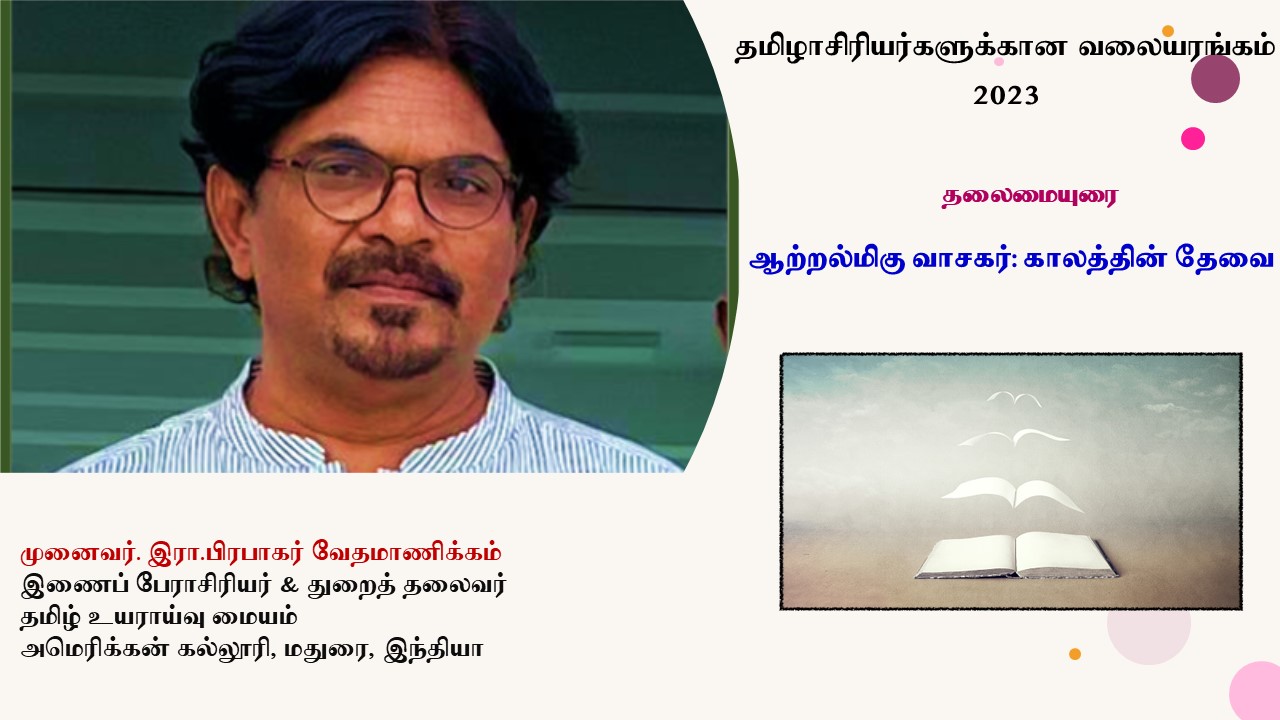 தமிழாசிரியர்களுக்கான வலையரங்கம்
2023
தலைமையுரை
ஆற்றல்மிகு வாசகர்: காலத்தின் தேவை
முனைவர். இரா.பிரபாகர் வேதமாணிக்கம்
இணைப் பேராசிரியர் & துறைத் தலைவர்
தமிழ் உயராய்வு மையம்
அமெரிக்கன் கல்லூரி, மதுரை, இந்தியா